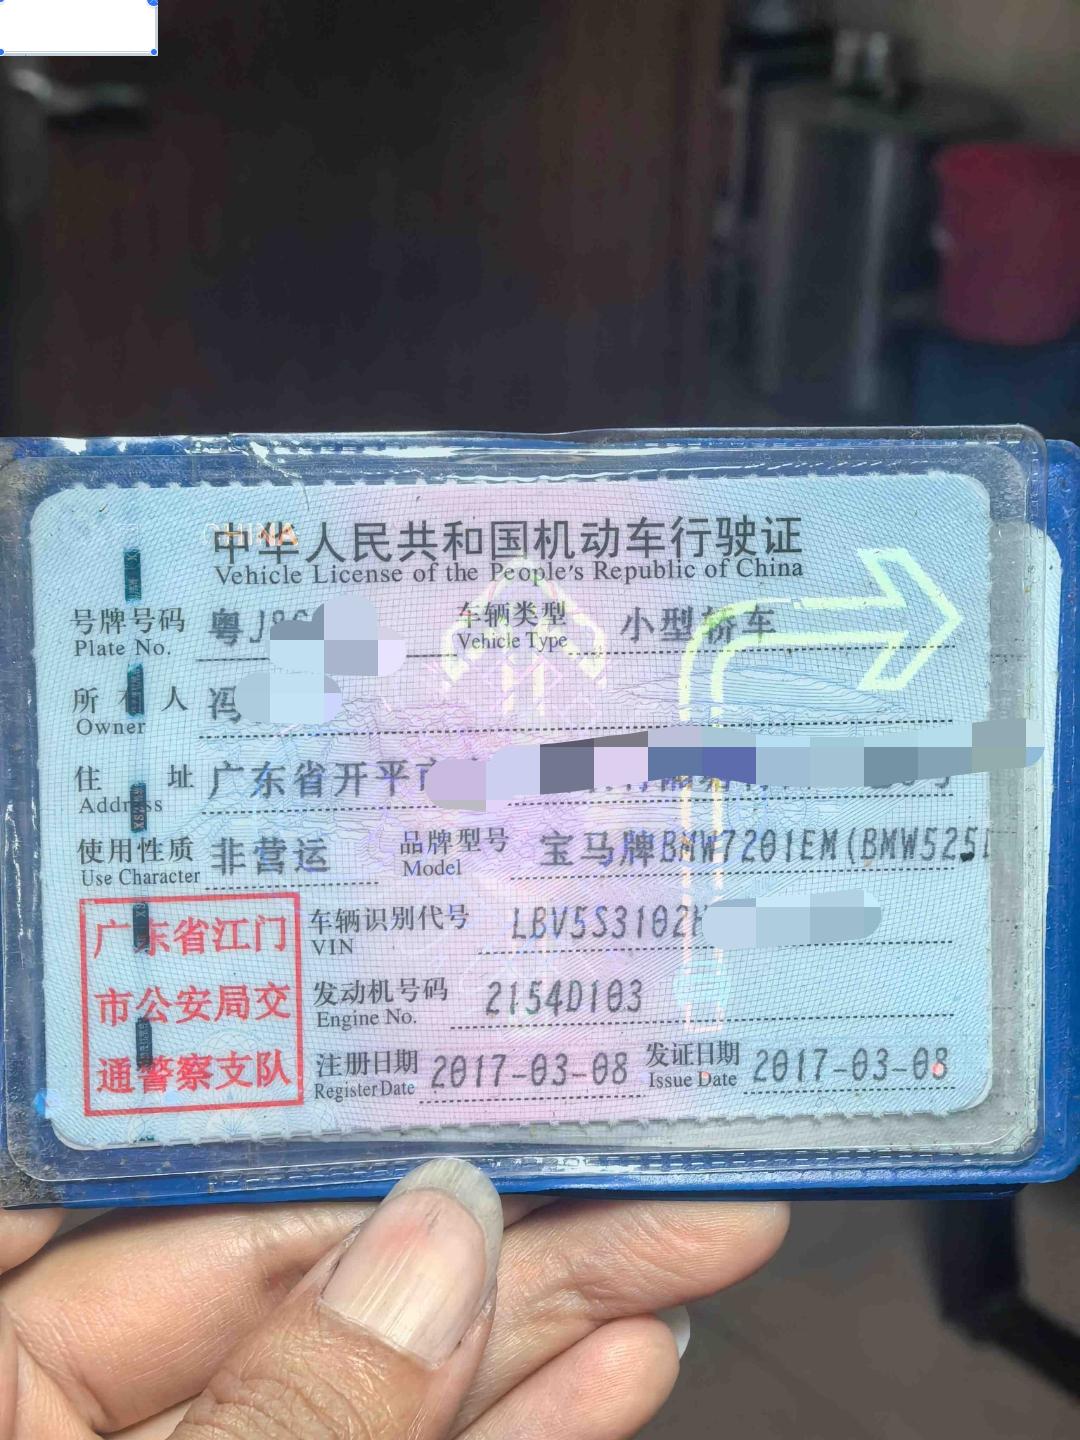 中华人民共和国机动车行驶证
Vehicle License of the People's Republic of China
号牌号码 粤J 车辆类型 小型轿车
Plate No. Vehicle Type
所有人 冯
Owner
住址 广东省开平
Address
使用性质 非营运 品牌型号 宝马牌BMW7201EM(BMW525L
Use Character Model
广东省江门
市公安局交
通警察支队
车辆识别代号 LBV5S3102
VIN
发动机号码 2154D103
Engine No.
注册日期 2017-03-08 发证日期 2017-03-08
Register Date Issue Date